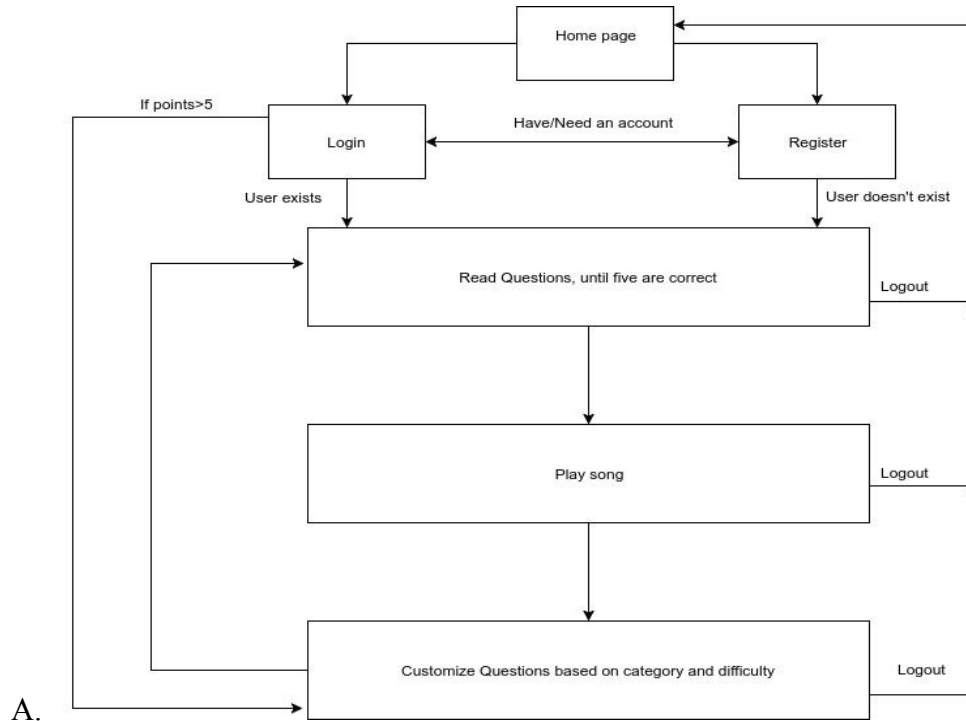 Home page
If points>5
Login
Have/Need an account
Register
User exists
User doesn't exist
Read Questions, until five are correct
Logout
Play song
Logout
Customize Questions based on category and difficulty
Logout
A.